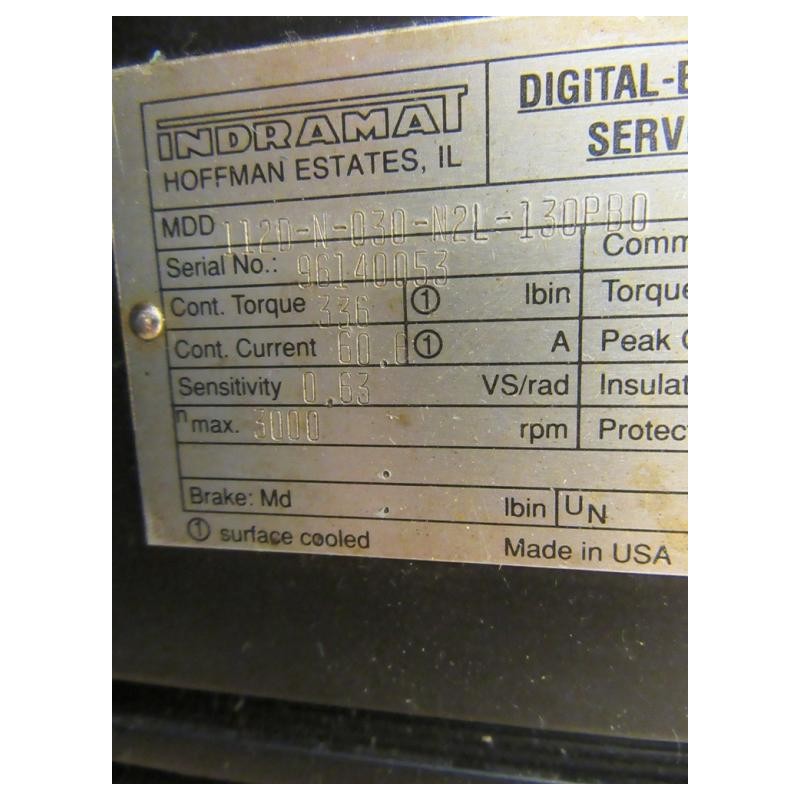 INDRAMAT
HOFFMAN ESTATES, IL
DIGITAL-
SERV
MDD 112D-N-030-N2L-130PB0
Serial No.: 96140053
Comm
Cont. Torque 336 ① lbin Torque
Cont. Current 60.0 ① A Peak
Sensitivity 0.63 VS/rad Insulat
n max. 3000 rpm Protec
Brake: Md lbin UN
① surface cooled Made in USA